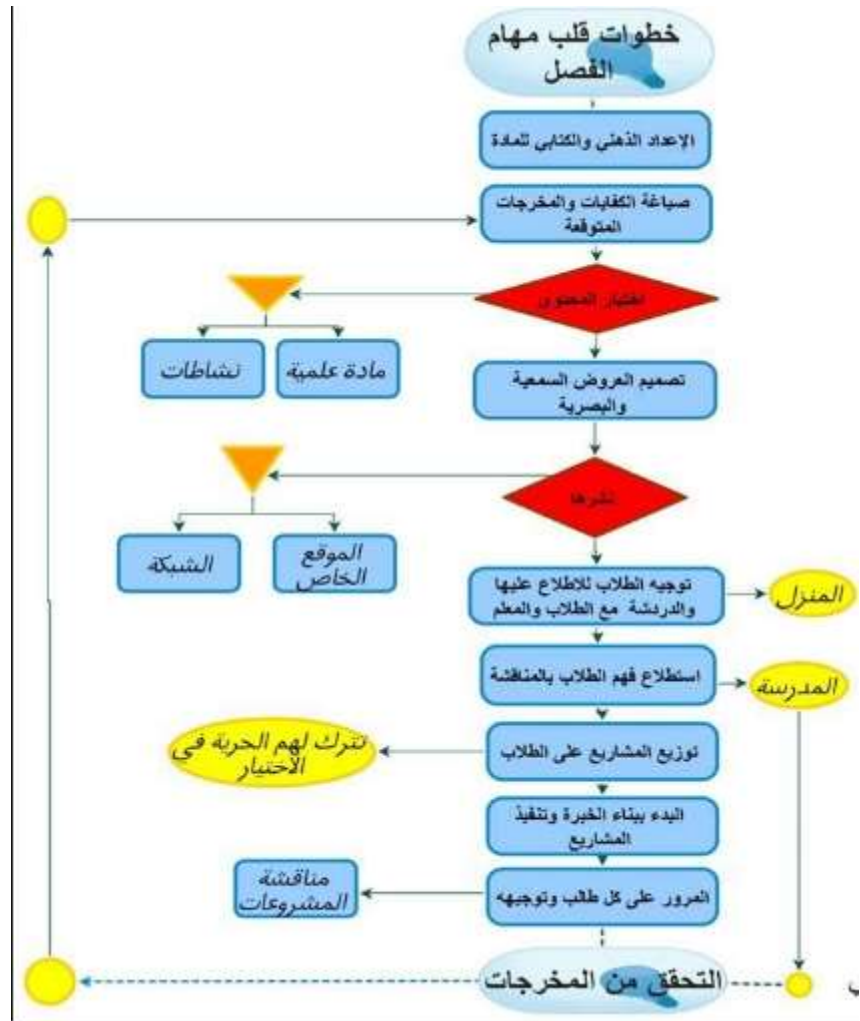 خطوات قلب مهام
الفصل
الإعداد الذهني والكتابي للمادة
صياغة الكفايات والمخرجات
المتوقعة
اختيار المحتوى
مادة علمية
نشاطات
تصميم العروض السمعية
والبصرية
نشرها
الموقع
الخاص
الشبكة
توجيه الطلاب للاطلاع عليها
والدردشة مع الطلاب والمعلم
المنزل
استطلاع فهم الطلاب بالمناقشة
المدرسة
توزيع المشاريع على الطلاب
نترك لهم الحرية في
الاختيار
البدء ببناء الخبرة وتنفيذ
المشاريع
المرور على كل طالب وتوجيهه
مناقشة
المشروعات
التحقق من المخرجات